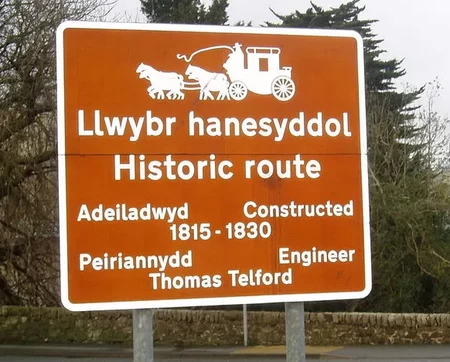 Llwybr hanesyddol
Historic route
Adeiladwyd Constructed
1815 - 1830
Peiriannydd Engineer
Thomas Telford